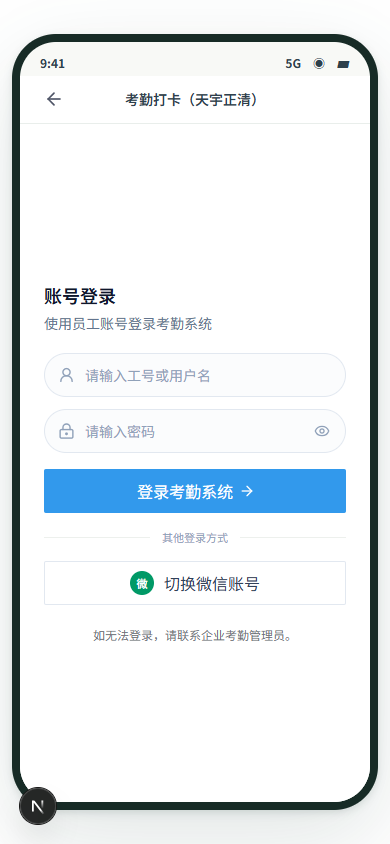 9:41
5G
考勤打卡（天宇正清）
账号登录
使用员工账号登录考勤系统
请输入工号或用户名
请输入密码
登录考勤系统
其他登录方式
微 切换微信账号
如无法登录，请联系企业考勤管理员。
N